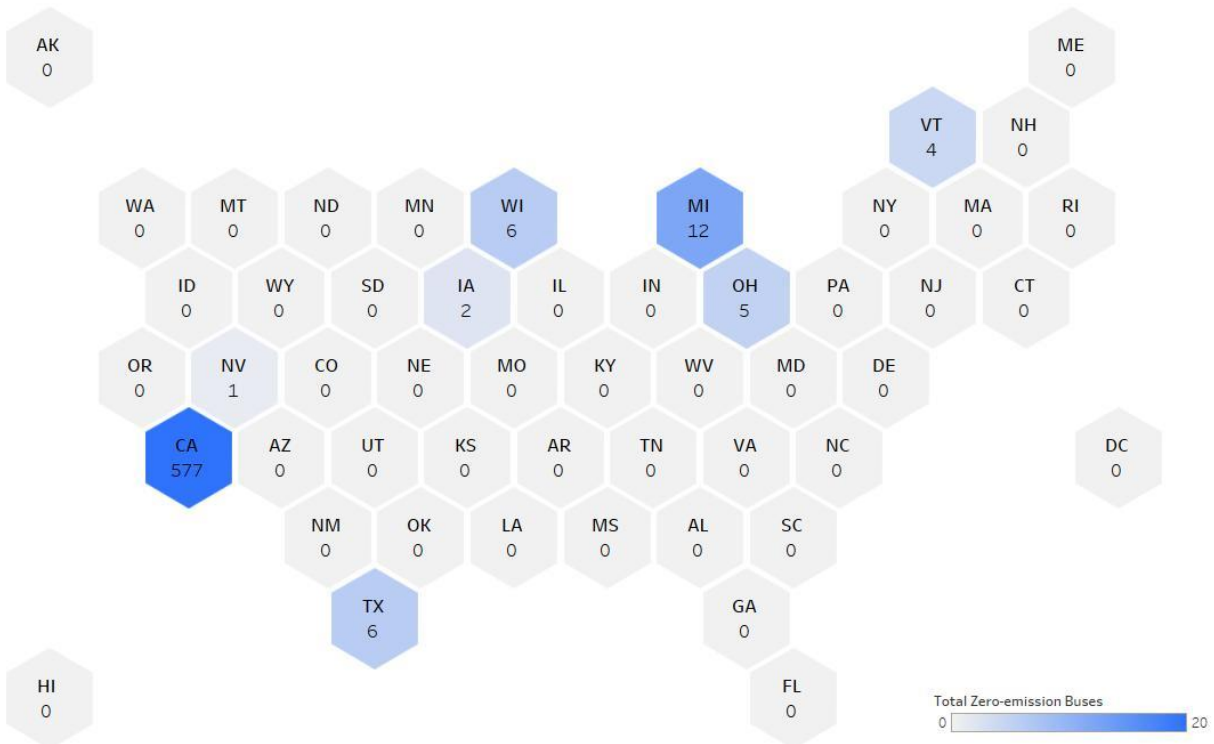 AK
0
ME
0
VT
4
NH
0
WA
0
MT
0
ND
0
MN
0
WI
6
MI
12
NY
0
MA
0
RI
0
ID
0
WY
0
SD
0
IA
2
IL
0
IN
0
OH
5
PA
0
NJ
0
CT
0
OR
0
NV
1
CO
0
NE
0
MO
0
KY
0
WV
0
MD
0
DE
0
CA
577
AZ
0
UT
0
KS
0
AR
0
TN
0
VA
0
NC
0
DC
0
NM
0
OK
0
LA
0
MS
0
AL
0
SC
0
TX
6
GA
0
HI
0
FL
0
Total Zero-emission Buses
0 20